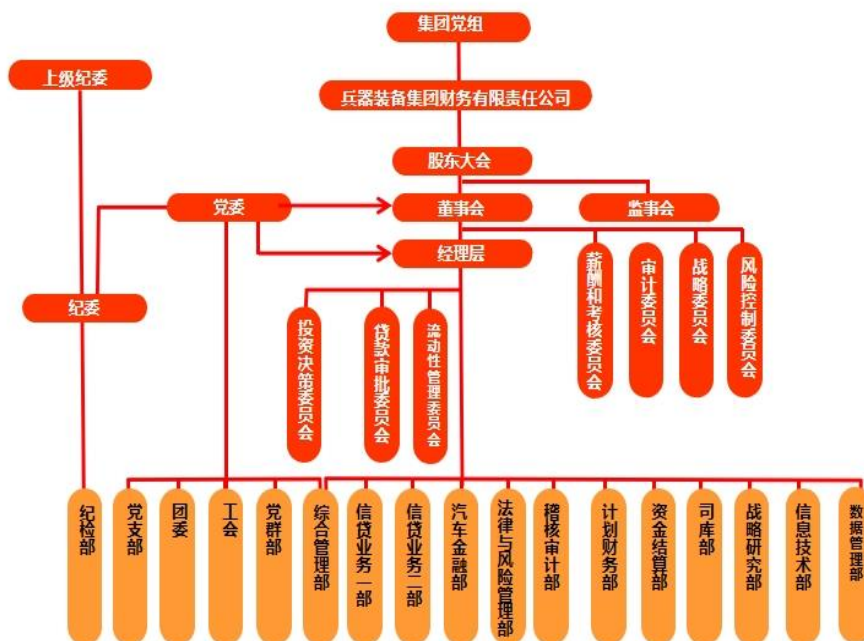 集团党组
上级纪委
兵器装备集团财务有限责任公司
股东大会
党委
董事会
监事会
经理层
纪委
薪酬和考核委员会
审计委员会
战略委员会
风险控制委员会
投资决策委员会
贷款审批委员会
流动性管理委员会
纪检部
党支部
团委
工会
党群部
综合管理部
信贷业务一部
信贷业务二部
汽车金融部
法律与风险管理部
稽核审计部
计划财务部
资金结算部
司库部
战略研究部
信息技术部
数据管理部